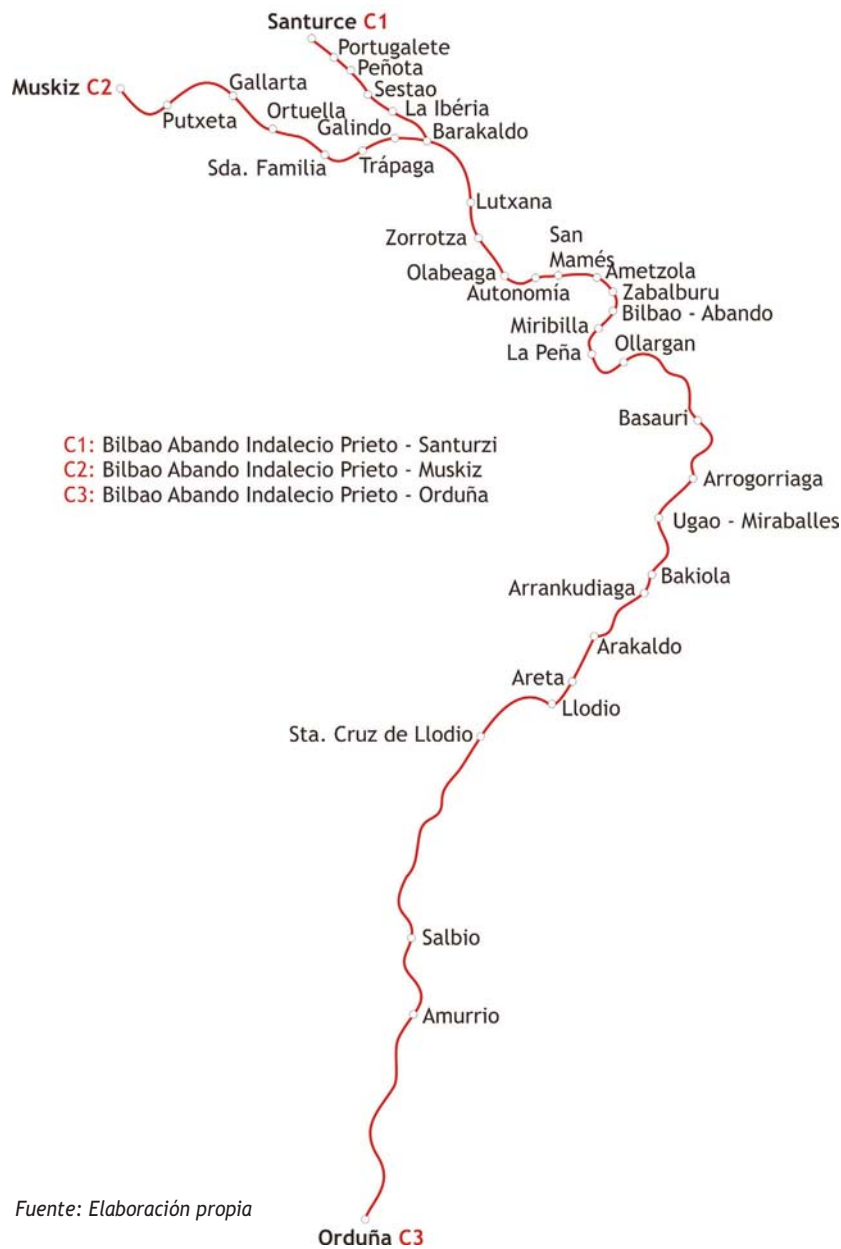 Santurce C1
Portugalete
Peñota
Muskiz C2
Gallarta
Sestao
Putxeta
Ortuella
La Ibéria
Galindo
Barakaldo
Sda. Familia
Trápaga
Lutxana
Zorrotza
San
Mamés
Olabeaga
Ametzola
Autonomía
Zabalburu
Bilbao - Abando
Miribilla
Ollargan
La Peña
Basauri
C1: Bilbao Abando Indalecio Prieto - Santurzi
C2: Bilbao Abando Indalecio Prieto - Muskiz
C3: Bilbao Abando Indalecio Prieto - Orduña
Arrogorriaga
Ugao - Miraballes
Bakiola
Arrankudiaga
Arakaldo
Areta
Llodio
Sta. Cruz de Llodio
Salbio
Amurrio
Fuente: Elaboración propia
Orduña C3